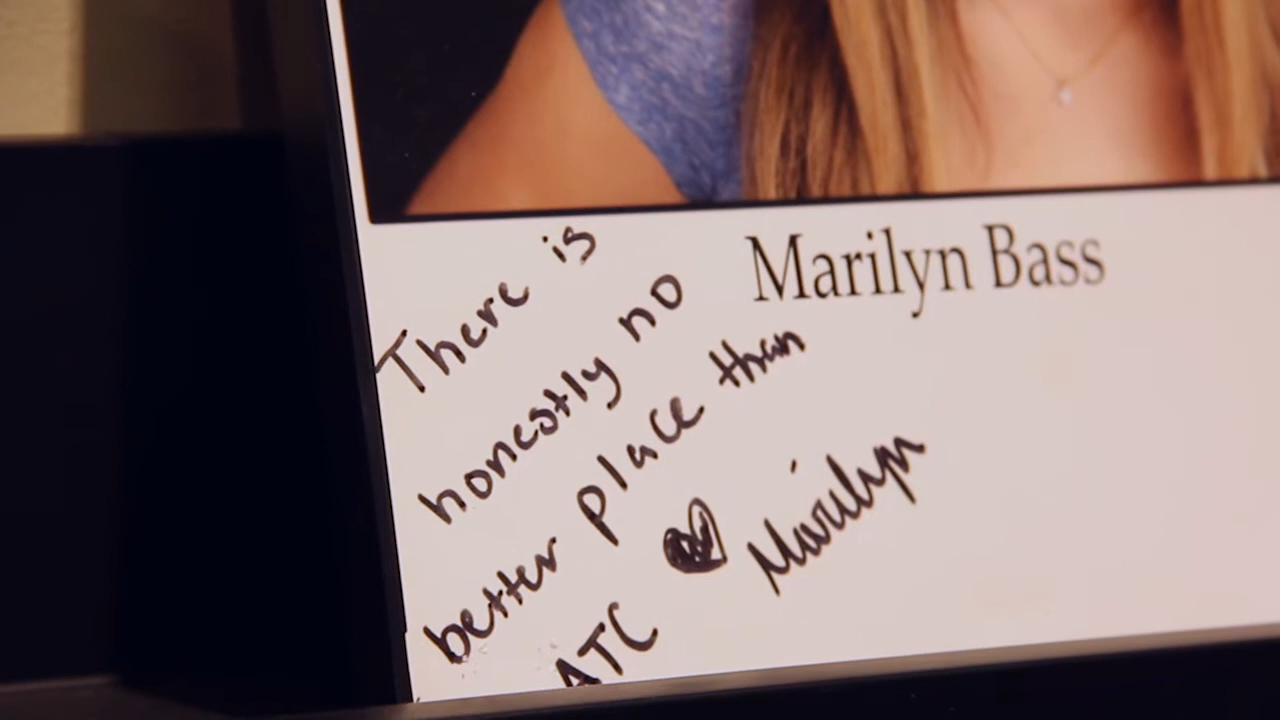 Marilyn Bass
There is
honestly no
better place than
ATC
Marilyn